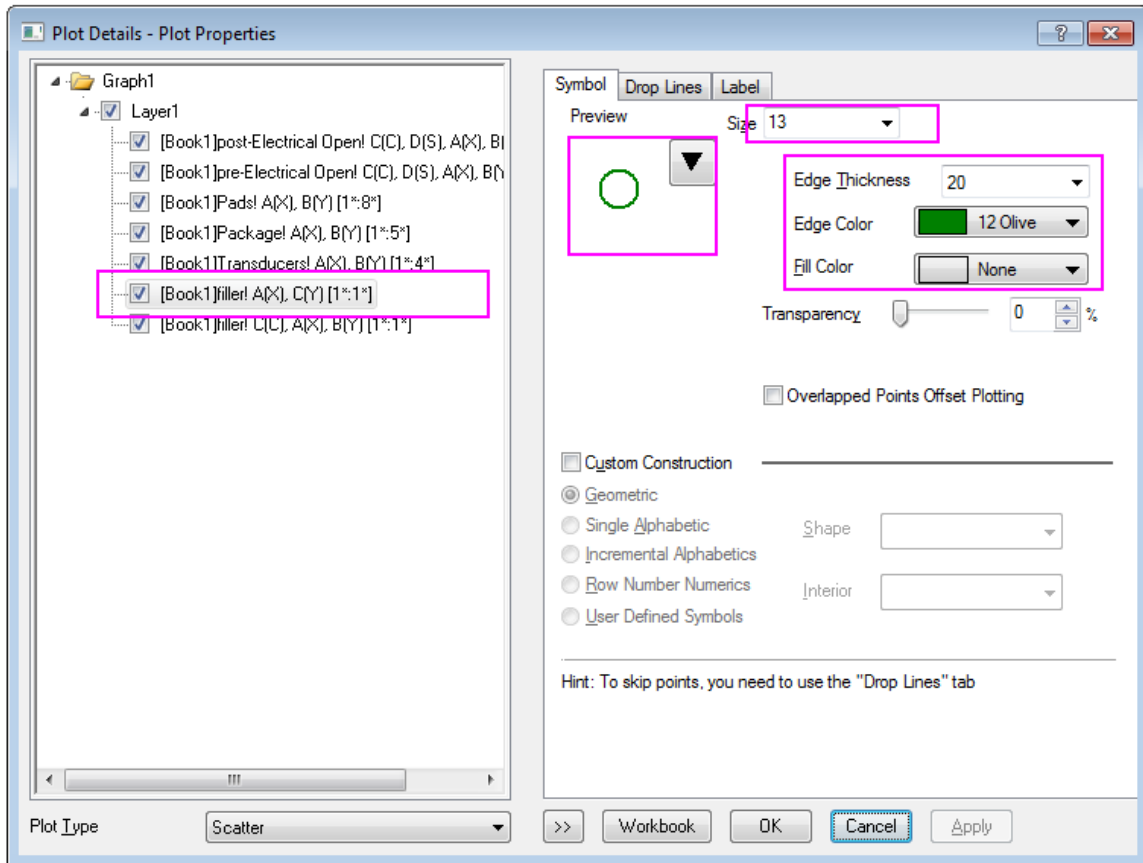 Plot Details - Plot Properties
Graph1
Layer1
[Book1]post-Electrical Open! C(C), D(S), A(X), B(
[Book1]pre-Electrical Open! C(C), D(S), A(X), B(Y
[Book1]Pads! A(X), B(Y) [1*:8*]
[Book1]Package! A(X), B(Y) [1*:5*]
[Book1]Transducers! A(X), B(Y) [1*:4*]
[Book1]filler! A(X), C(Y) [1*:1*]
[Book1]filler! C(C), A(X), B(Y) [1*:1*]
Plot Type Scatter
Symbol Drop Lines Label
Preview Size 13
Edge Thickness 20
Edge Color 12 Olive
Fill Color None
Transparency 0 %
Overlapped Points Offset Plotting
Custom Construction
Geometric
Single Alphabetic Shape
Incremental Alphabetics
Row Number Numerics Interior
User Defined Symbols
Hint: To skip points, you need to use the "Drop Lines" tab
>> Workbook OK Cancel Apply